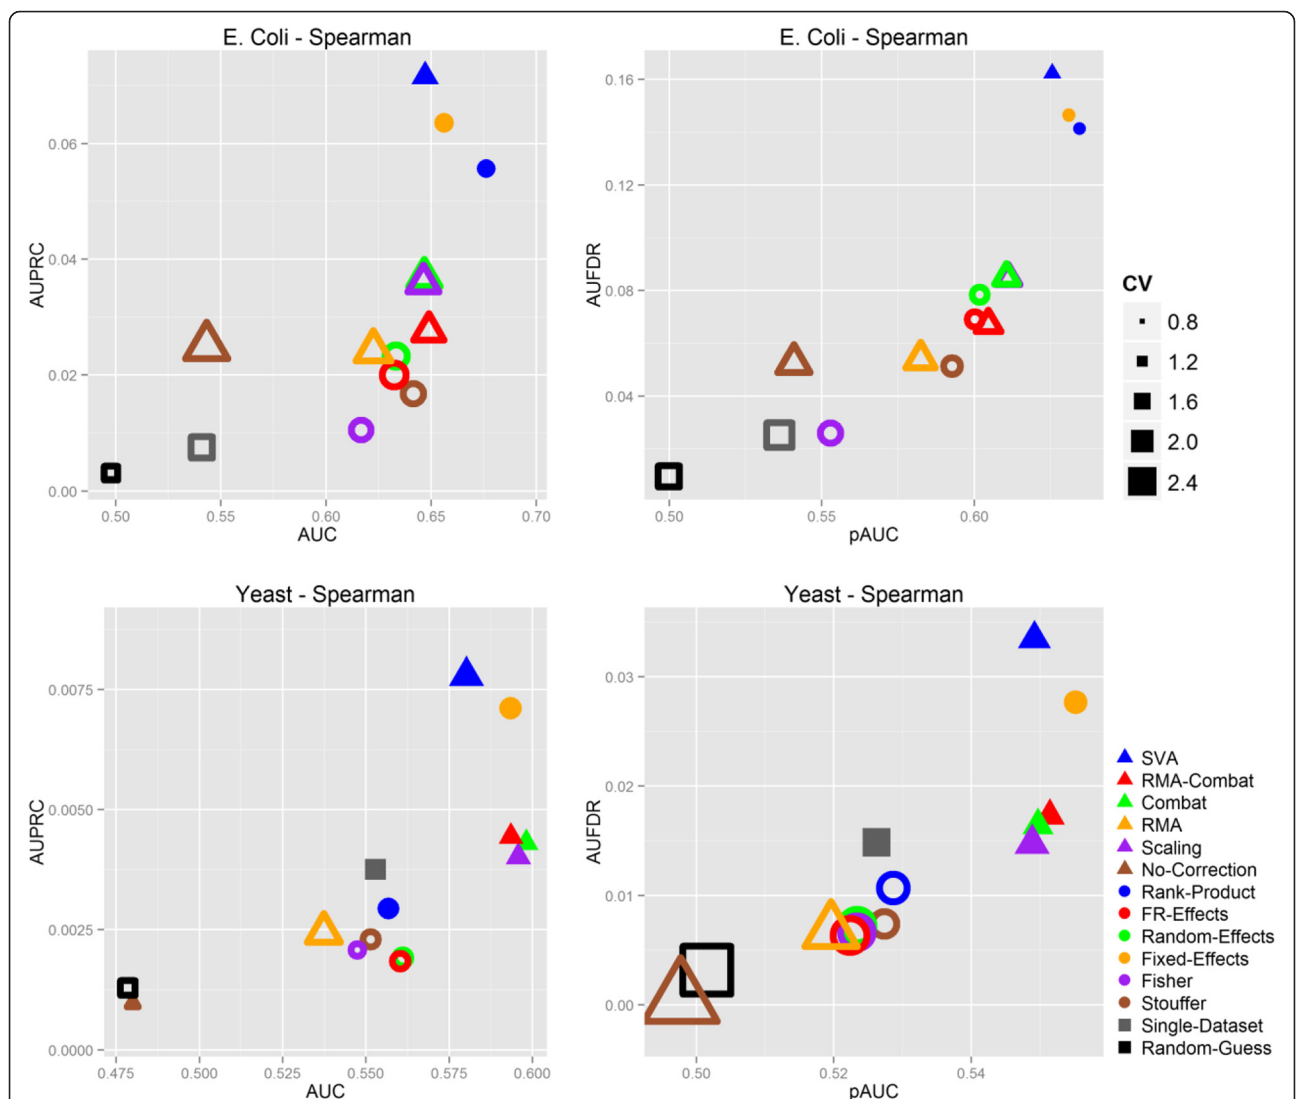 E. Coli - Spearman
AUPRC
0.06
0.04
0.02
0.00
0.50 0.55 0.60 0.65 0.70
AUC
E. Coli - Spearman
AUFDR
0.16
0.12
0.08
0.04
0.50 0.55 0.60
pAUC
CV
0.8
1.2
1.6
2.0
2.4
Yeast - Spearman
AUPRC
0.0075
0.0050
0.0025
0.0000
0.475 0.500 0.525 0.550 0.575 0.600
AUC
Yeast - Spearman
AUFDR
0.03
0.02
0.01
0.00
0.50 0.52 0.54
pAUC
SVA
RMA-Combat
Combat
RMA
Scaling
No-Correction
Rank-Product
FR-Effects
Random-Effects
Fixed-Effects
Fisher
Stouffer
Single-Dataset
Random-Guess